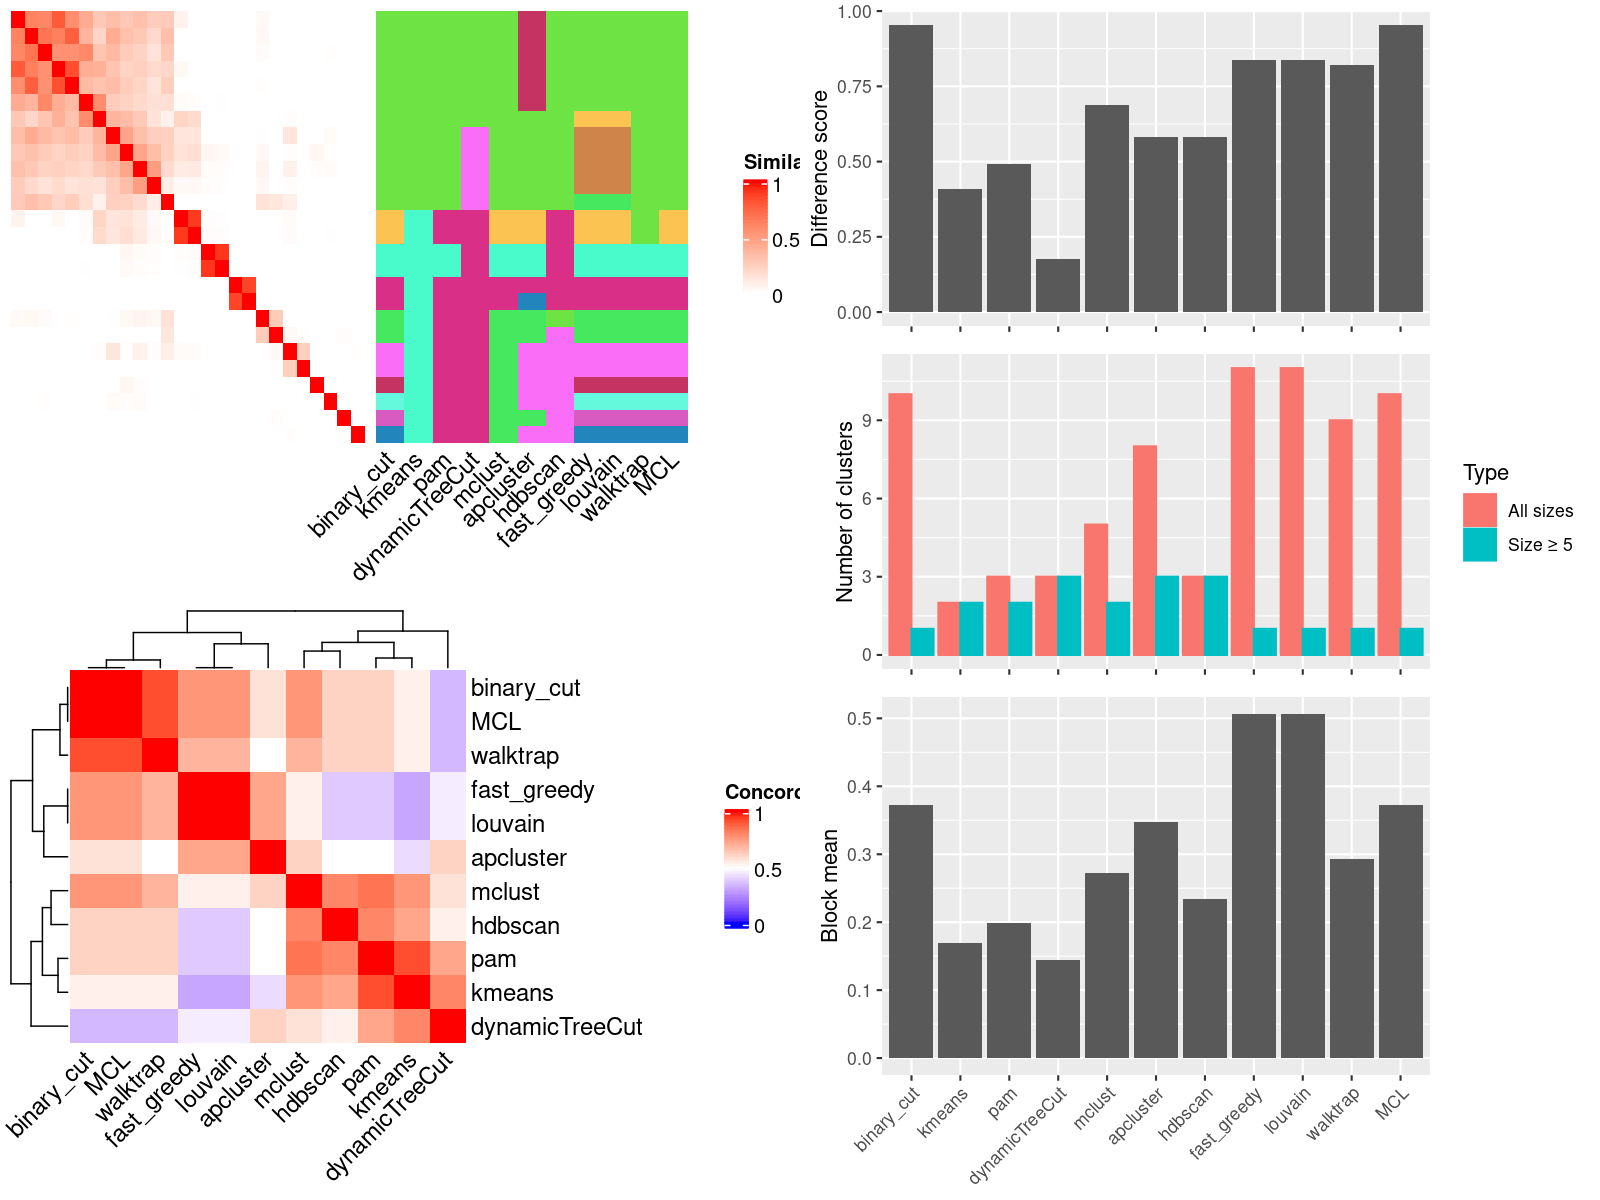 Simila
1
0.5
0
binary_cut
kmeans
pam
dynamicTreeCut
mclust
apcluster
hdbscan
fast_greedy
louvain
walktrap
MCL
binary_cut
MCL
walktrap
fast_greedy
louvain
apcluster
mclust
hdbscan
pam
kmeans
dynamicTreeCut
Concord
1
0.5
0
binary_cut
MCL
walktrap
fast_greedy
louvain
apcluster
mclust
hdbscan
pam
kmeans
dynamicTreeCut
Difference score
1.00
0.75
0.50
0.25
0.00
Number of clusters
9
6
3
0
Type
All sizes
Size ≥ 5
Block mean
0.5
0.4
0.3
0.2
0.1
0.0
binary_cut
kmeans
pam
dynamicTreeCut
mclust
apcluster
hdbscan
fast_greedy
louvain
walktrap
MCL